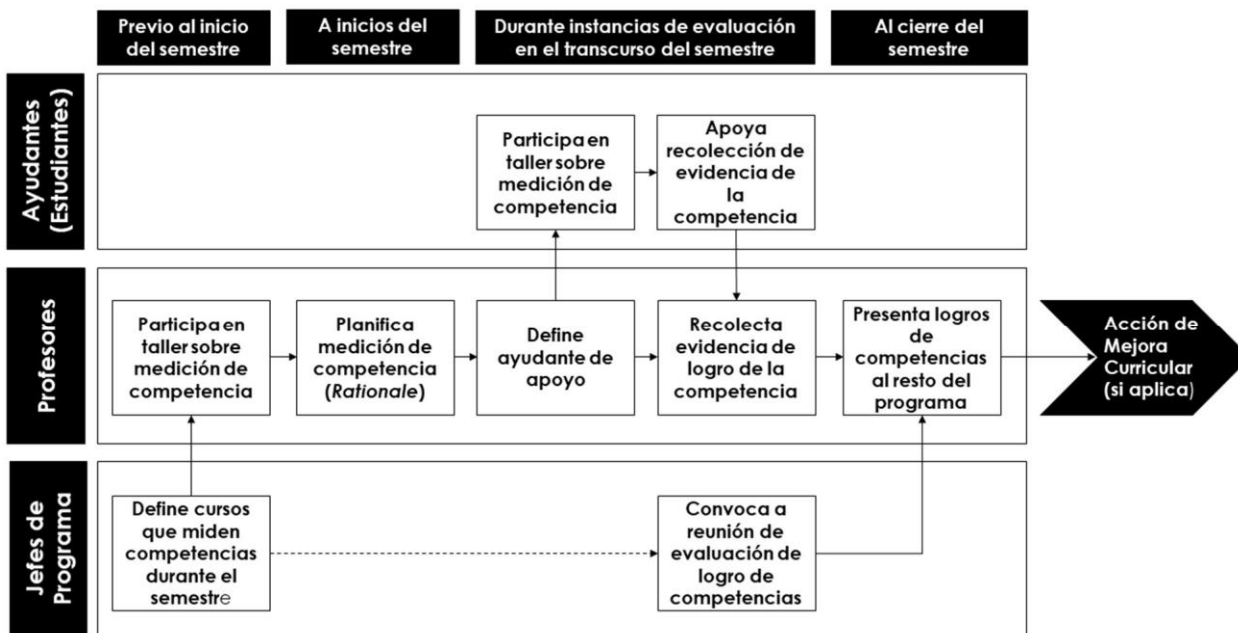 Previo al inicio
del semestre
A inicios del
semestre
Durante instancias de evaluación
en el transcurso del semestre
Al cierre del
semestre
Ayudantes
(Estudiantes)
Participa en
taller sobre
medición de
competencia
Apoya
recolección de
evidencia de
la
competencia
Profesores
Participa en
taller sobre
medición de
competencia
Planifica
medición de
competencia
(Rationale)
Define
ayudante de
apoyo
Recolecta
evidencia de
logro de la
competencia
Presenta logros
de
competencias
al resto del
programa
Acción de
Mejora
Curricular
(si aplica)
Jefes de
Programa
Define cursos
que miden
competencias
durante el
semestre
Convoca a
reunión de
evaluación de
logro de
competencias